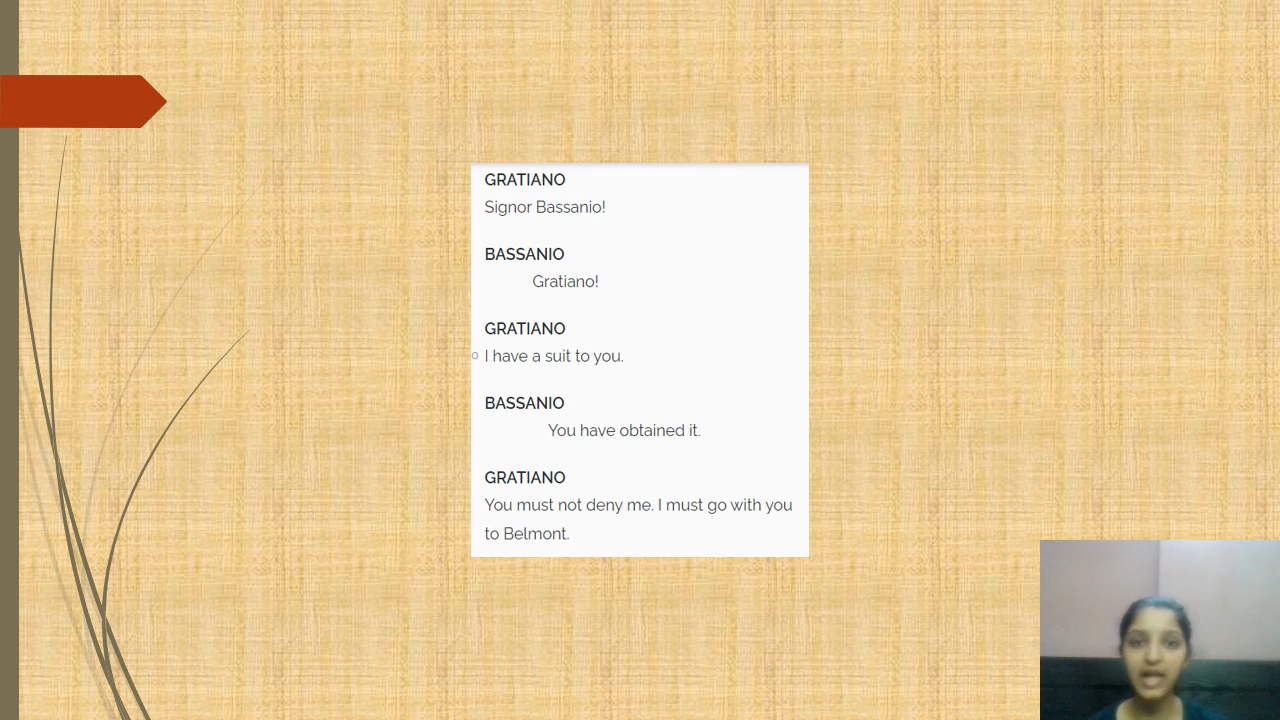 GRATIANO
Signor Bassanio!
BASSANIO
Gratiano!
GRATIANO
I have a suit to you.
BASSANIO
You have obtained it.
GRATIANO
You must not deny me. I must go with you
to Belmont.